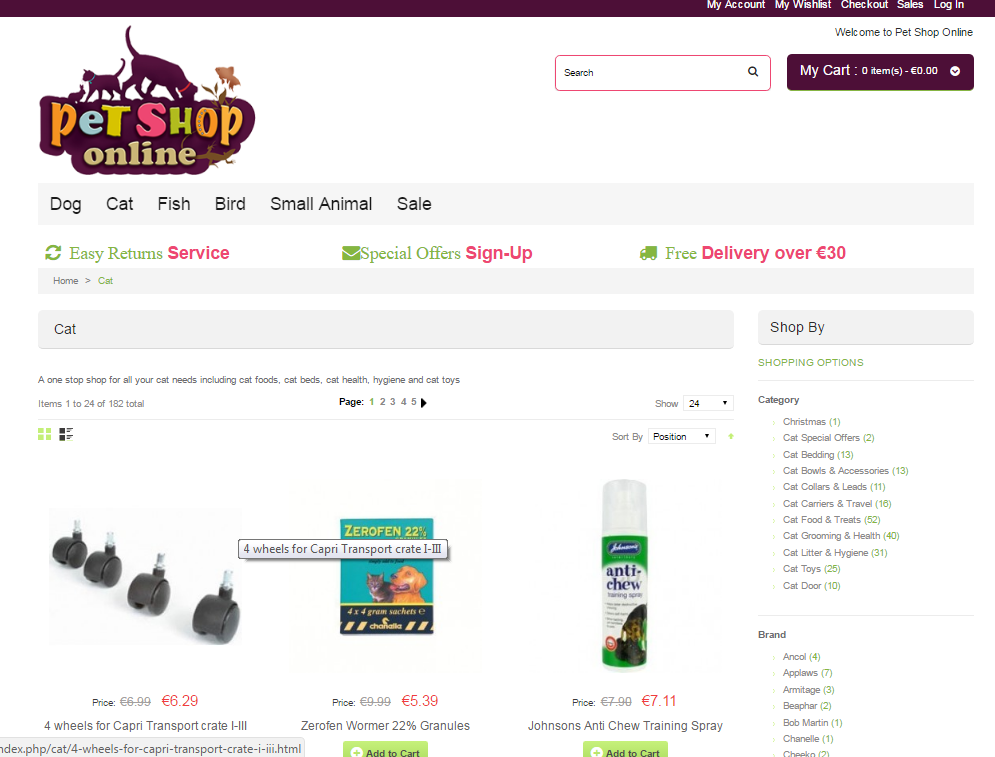 My Account My Wishlist Checkout Sales Log In
Welcome to Pet Shop Online
Pet Shop
online
Search
My Cart : 0 item(s) - €0.00
Dog Cat Fish Bird Small Animal Sale
Easy Returns Service
Special Offers Sign-Up
Free Delivery over €30
Home > Cat
Cat
A one stop shop for all your cat needs including cat foods, cat beds, cat health, hygiene and cat toys
Items 1 to 24 of 182 total
Page: 1 2 3 4 5
Show 24
Sort By Position
ZEROFEN 22%
4 wheels for Capri Transport crate I-III
4 x 4 gram sachets
chanelle
Johnson's
anti-
chew
training spray
Price: €6.99 €6.29
4 wheels for Capri Transport crate I-III
Price: €9.99 €5.39
Zerofen Wormer 22% Granules
Add to Cart
Price: €7.90 €7.11
Johnsons Anti Chew Training Spray
Add to Cart
ndex.php/cat/4-wheels-for-capri-transport-crate-i-iii.html
Shop By
SHOPPING OPTIONS
Category
Christmas (1)
Cat Special Offers (2)
Cat Bedding (13)
Cat Bowls & Accessories (13)
Cat Collars & Leads (11)
Cat Carriers & Travel (16)
Cat Food & Treats (52)
Cat Grooming & Health (40)
Cat Litter & Hygiene (31)
Cat Toys (25)
Cat Door (10)
Brand
Ancol (4)
Applaws (7)
Armitage (3)
Beaphar (2)
Bob Martin (1)
Chanelle (1)
Cheeko (2)